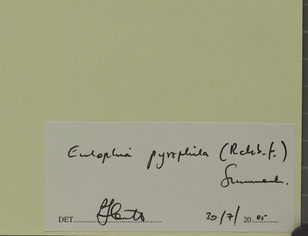 Eulophia pyrophila (Rchb.f.)
Summerh.
DET. 30/7/2005